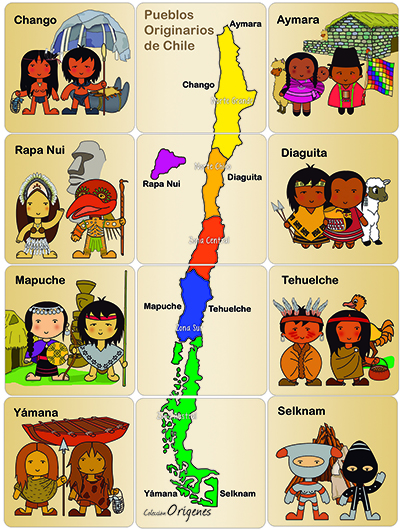 Chango
Pueblos
Originarios
de Chile
Aymara
Aymara
Chango
Norte Grande
Rapa Nui
Norte Chico
Rapa Nui
Diaguita
Diaguita
Zona Central
Mapuche
Mapuche
Tehuelche
Tehuelche
Zona Sur
Yámana
Selknam
Yámana
Selknam
Colección Orígenes